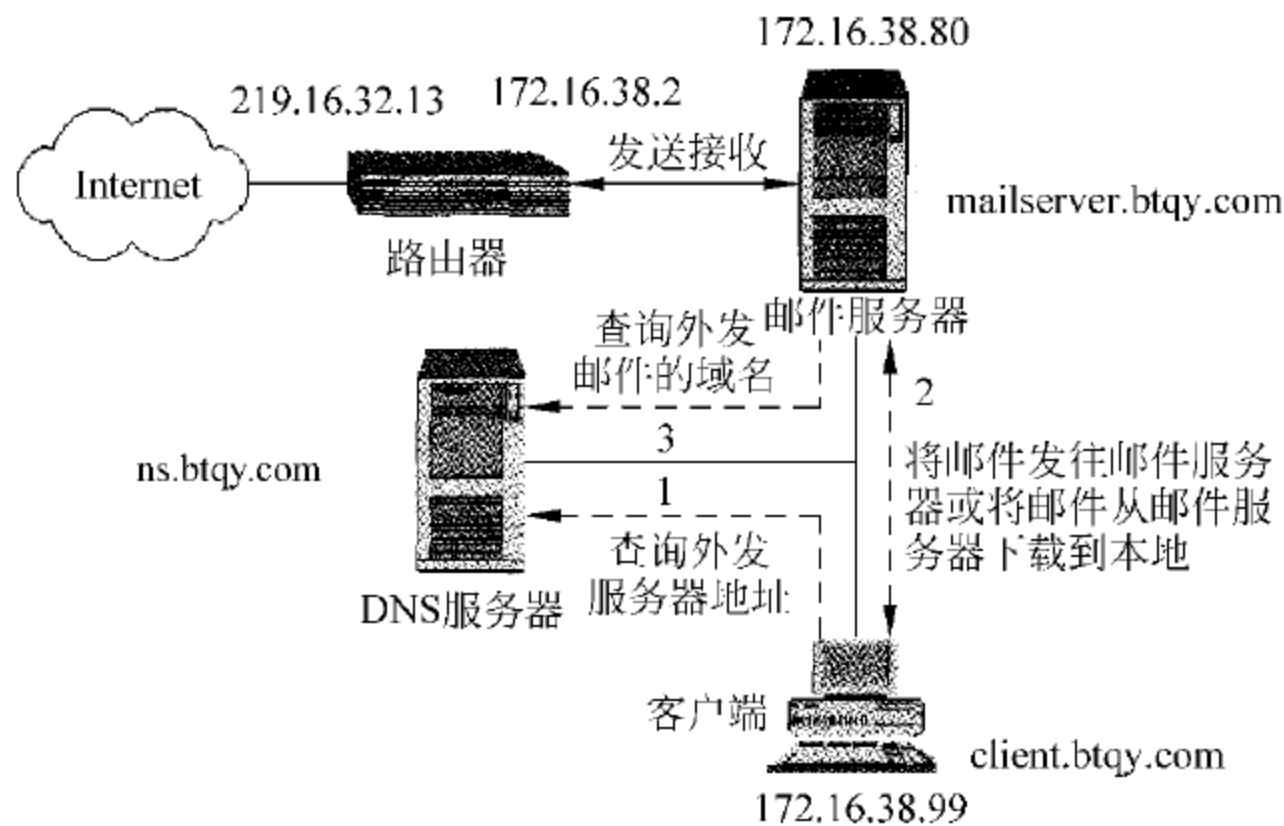 172.16.38.80
219.16.32.13
172.16.38.2
发送接收
Internet
mailserver.btqy.com
路由器
邮件服务器
查询外发
邮件的域名
2
3
ns.btqy.com
将邮件发往邮件服务
器或将邮件从邮件服
务器下载到本地
1
查询外发
服务器地址
DNS服务器
客户端
client.btqy.com
172.16.38.99